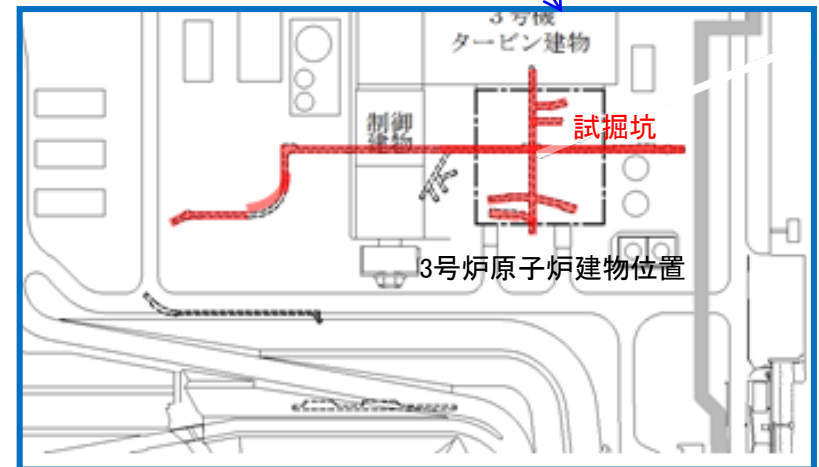 3号機
タービン建物
制御
建物
試掘坑
3号炉原子炉建物位置